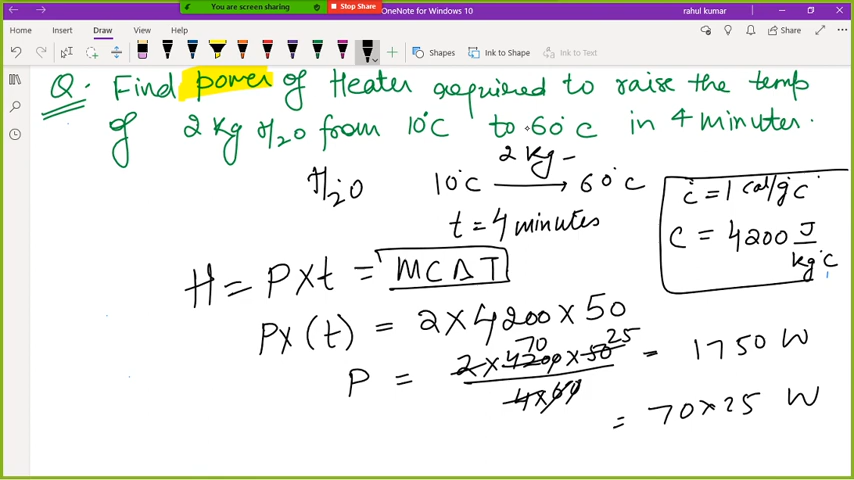 You are screen sharing
Stop Share
OneNote for Windows 10
rahul kumar
Home Insert Draw View Help
Share
Shapes Ink to Shape Ink to Text
Q. Find power of Heater required to raise the temp
of 2 Kg H2O from 10°C to 60°C in 4 minutes.
2 Kg
H2O 10°C → 60°C
t = 4 minutes
c = 1 cal/g°C
C = 4200 J/kg°C
H = P×t = MCΔT
P×(t) = 2×4200×50
70 25
P = 2×4200×50 / 4×60 = 1750 W
= 70×25 W